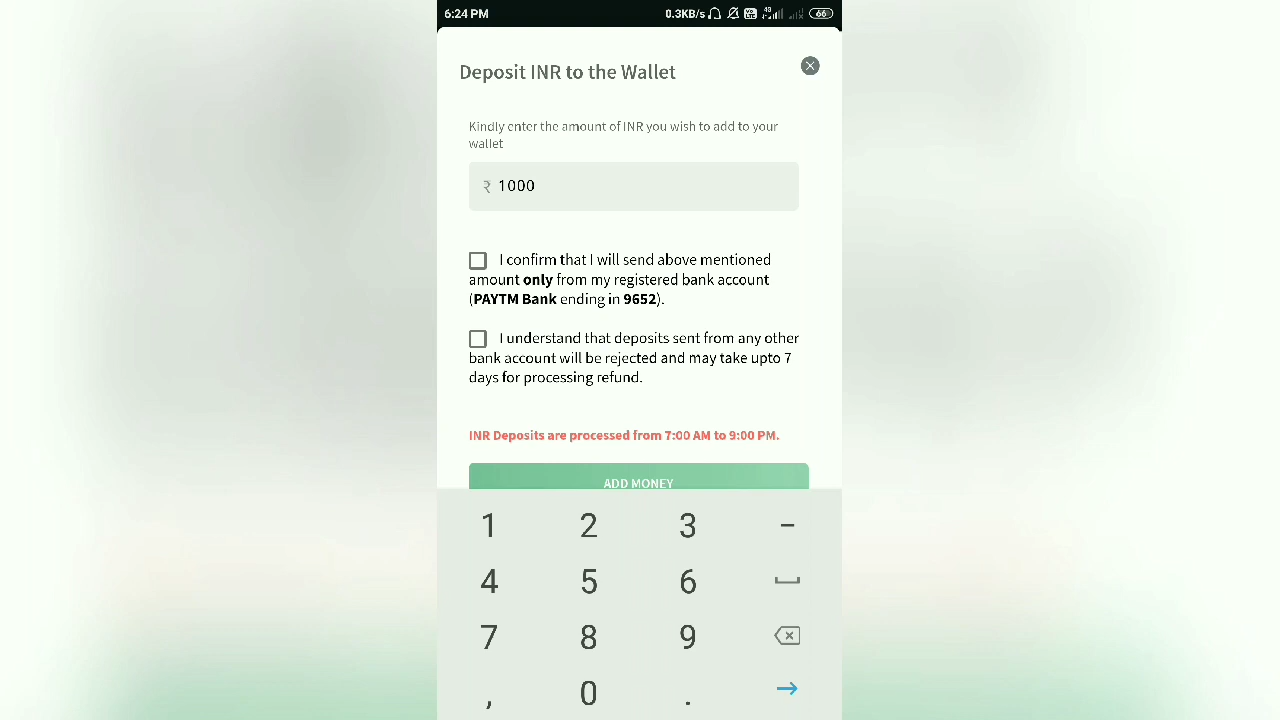 6:24 PM 0.3KB/s 4G 66
Deposit INR to the Wallet
Kindly enter the amount of INR you wish to add to your
wallet
₹ 1000
I confirm that I will send above mentioned
amount only from my registered bank account
(PAYTM Bank ending in 9652).
I understand that deposits sent from any other
bank account will be rejected and may take upto 7
days for processing refund.
INR Deposits are processed from 7:00 AM to 9:00 PM.
ADD MONEY
1 2 3 –
4 5 6
7 8 9
, 0 .